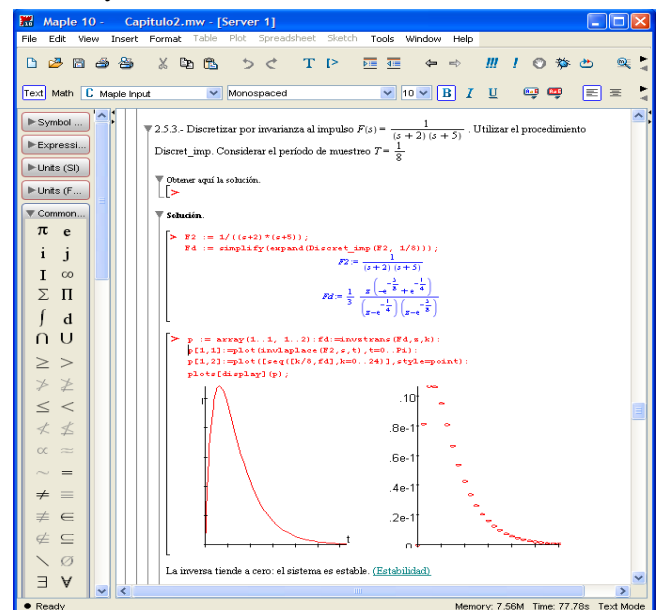 Maple 10 - Capitulo2.mw - [Server 1]
File Edit View Insert Format Table Plot Spreadsheet Sketch Tools Window Help
T
Text Math C Maple Input Monospaced 10 B I U
Symbol ...
Expressi...
Units (SI)
Units (F...
Common...
π e
i j
I ∞
Σ Π
∫ d
∩ ∪
≥ >
≯ ≱
≤ <
≮ ≰
∝ ≈
~ =
≠ ≡
≢ ∈
∉ ⊆
\ ∅
∃ ∀
2.5.3.- Discretizar por invarianza al impulso F(s) = 1/((s + 2) (s + 5)) . Utilizar el procedimiento
Discret_imp. Considerar el período de muestreo T = 1/8
Obtener aquí la solución.
>
Solución.
> F2 := 1/((s+2)*(s+5));
Fd := simplify(expand(Discret_imp(F2, 1/8)));
F2 := 1/((s + 2) (s + 5))
> p := array(1..1, 1..2):fd:=invztrans(Fd,z,k):
p[1,1]:=plot(invlaplace(F2,s,t),t=0..Pi):
p[1,2]:=plot([seq([k/8,fd],k=0..24)],style=point):
plots[display](p);
t
.10
.8e-1
.6e-1
.4e-1
.2e-1
0
La inversa tiende a cero: el sistema es estable. (Estabilidad)
Ready Memory: 7.56M Time: 77.78s Text Mode